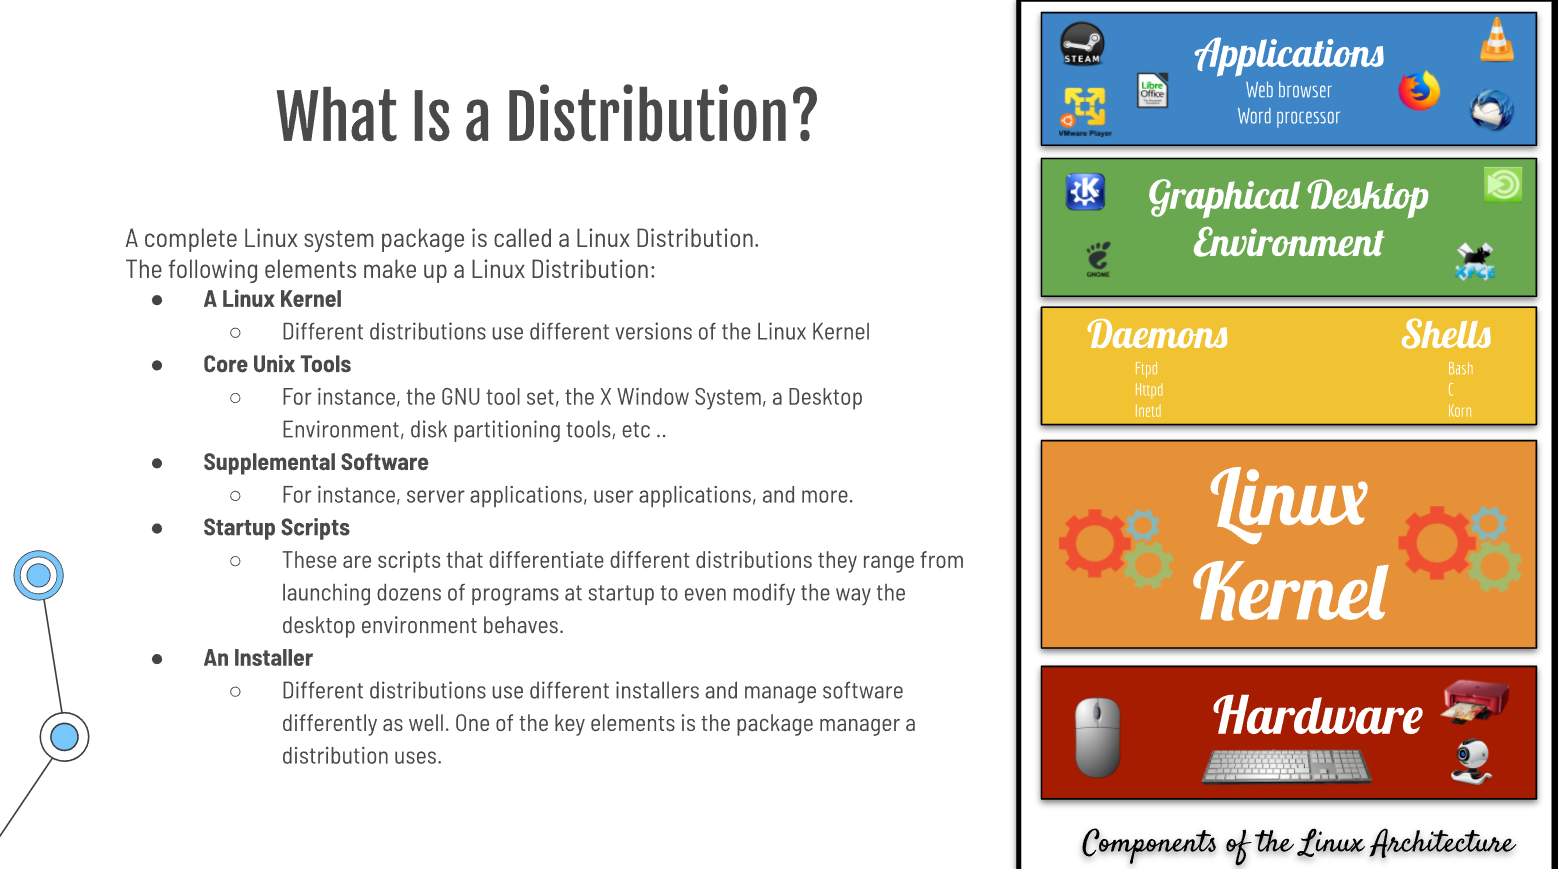 What Is a Distribution?
A complete Linux system package is called a Linux Distribution.
The following elements make up a Linux Distribution:
● A Linux Kernel
○ Different distributions use different versions of the Linux Kernel
● Core Unix Tools
○ For instance, the GNU tool set, the X Window System, a Desktop
Environment, disk partitioning tools, etc ..
● Supplemental Software
○ For instance, server applications, user applications, and more.
● Startup Scripts
○ These are scripts that differentiate different distributions they range from
launching dozens of programs at startup to even modify the way the
desktop environment behaves.
● An Installer
○ Different distributions use different installers and manage software
differently as well. One of the key elements is the package manager a
distribution uses.
Applications
Web browser
Word processor
STEAM
Libre
Office
VMware Player
Graphical Desktop
Environment
K
GNOME
XFCE
Daemons
Ftpd
Httpd
Inetd
Shells
Bash
C
Korn
Linux
Kernel
Hardware
Components of the Linux Architecture